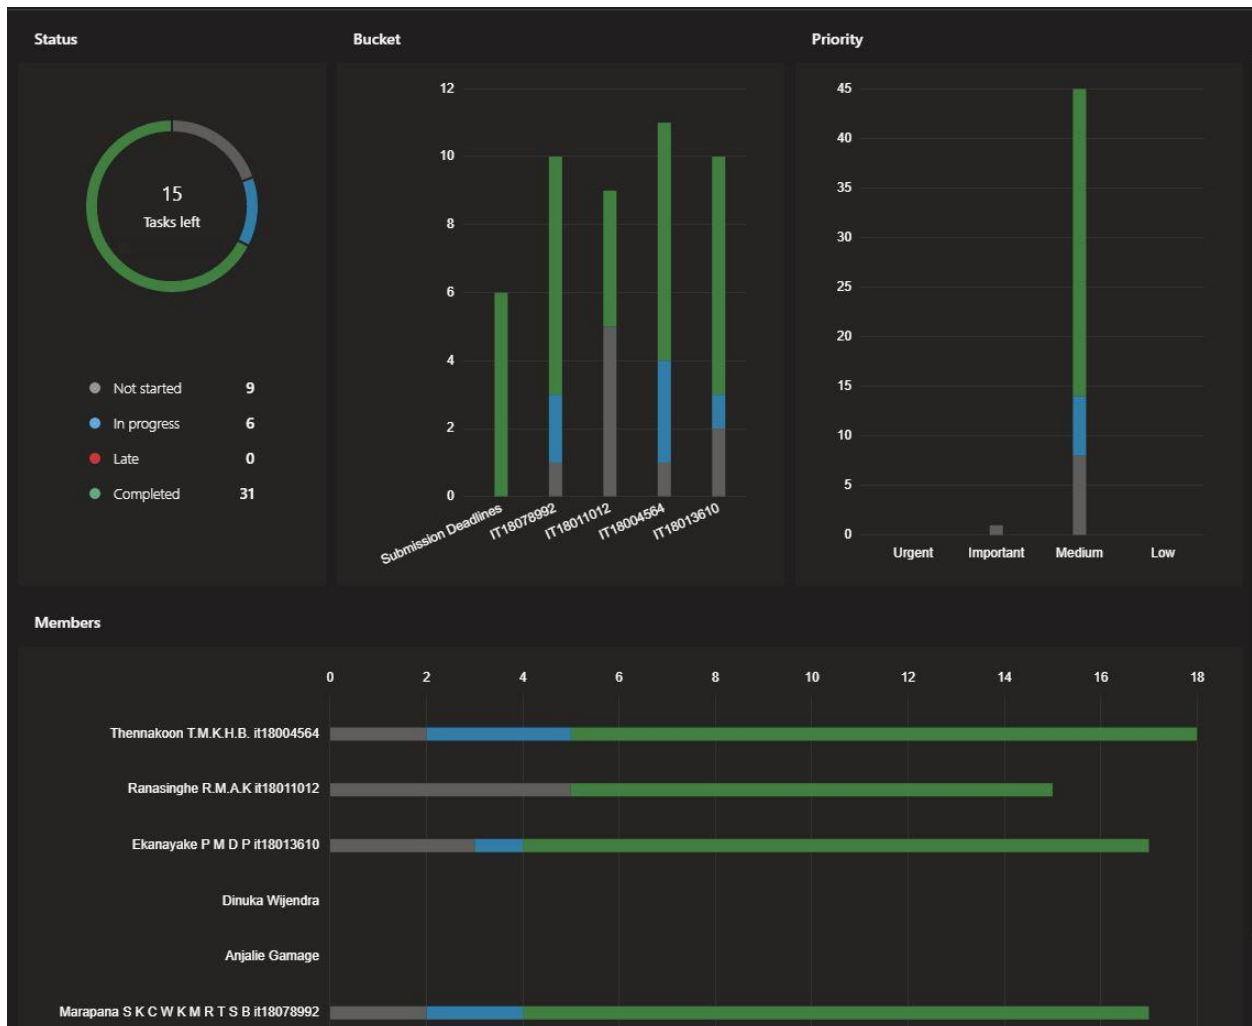 Status
15
Tasks left
Not started 9
In progress 6
Late 0
Completed 31
Bucket
12
10
8
6
4
2
0
Submission Deadlines
IT18078992
IT18011012
IT18004564
IT18013610
Priority
45
40
35
30
25
20
15
10
5
0
Urgent Important Medium Low
Members
0 2 4 6 8 10 12 14 16 18
Thennakoon T.M.K.H.B. it18004564
Ranasinghe R.M.A.K it18011012
Ekanayake P M D P it18013610
Dinuka Wijendra
Anjalie Gamage
Marapana S K C W K M R T S B it18078992